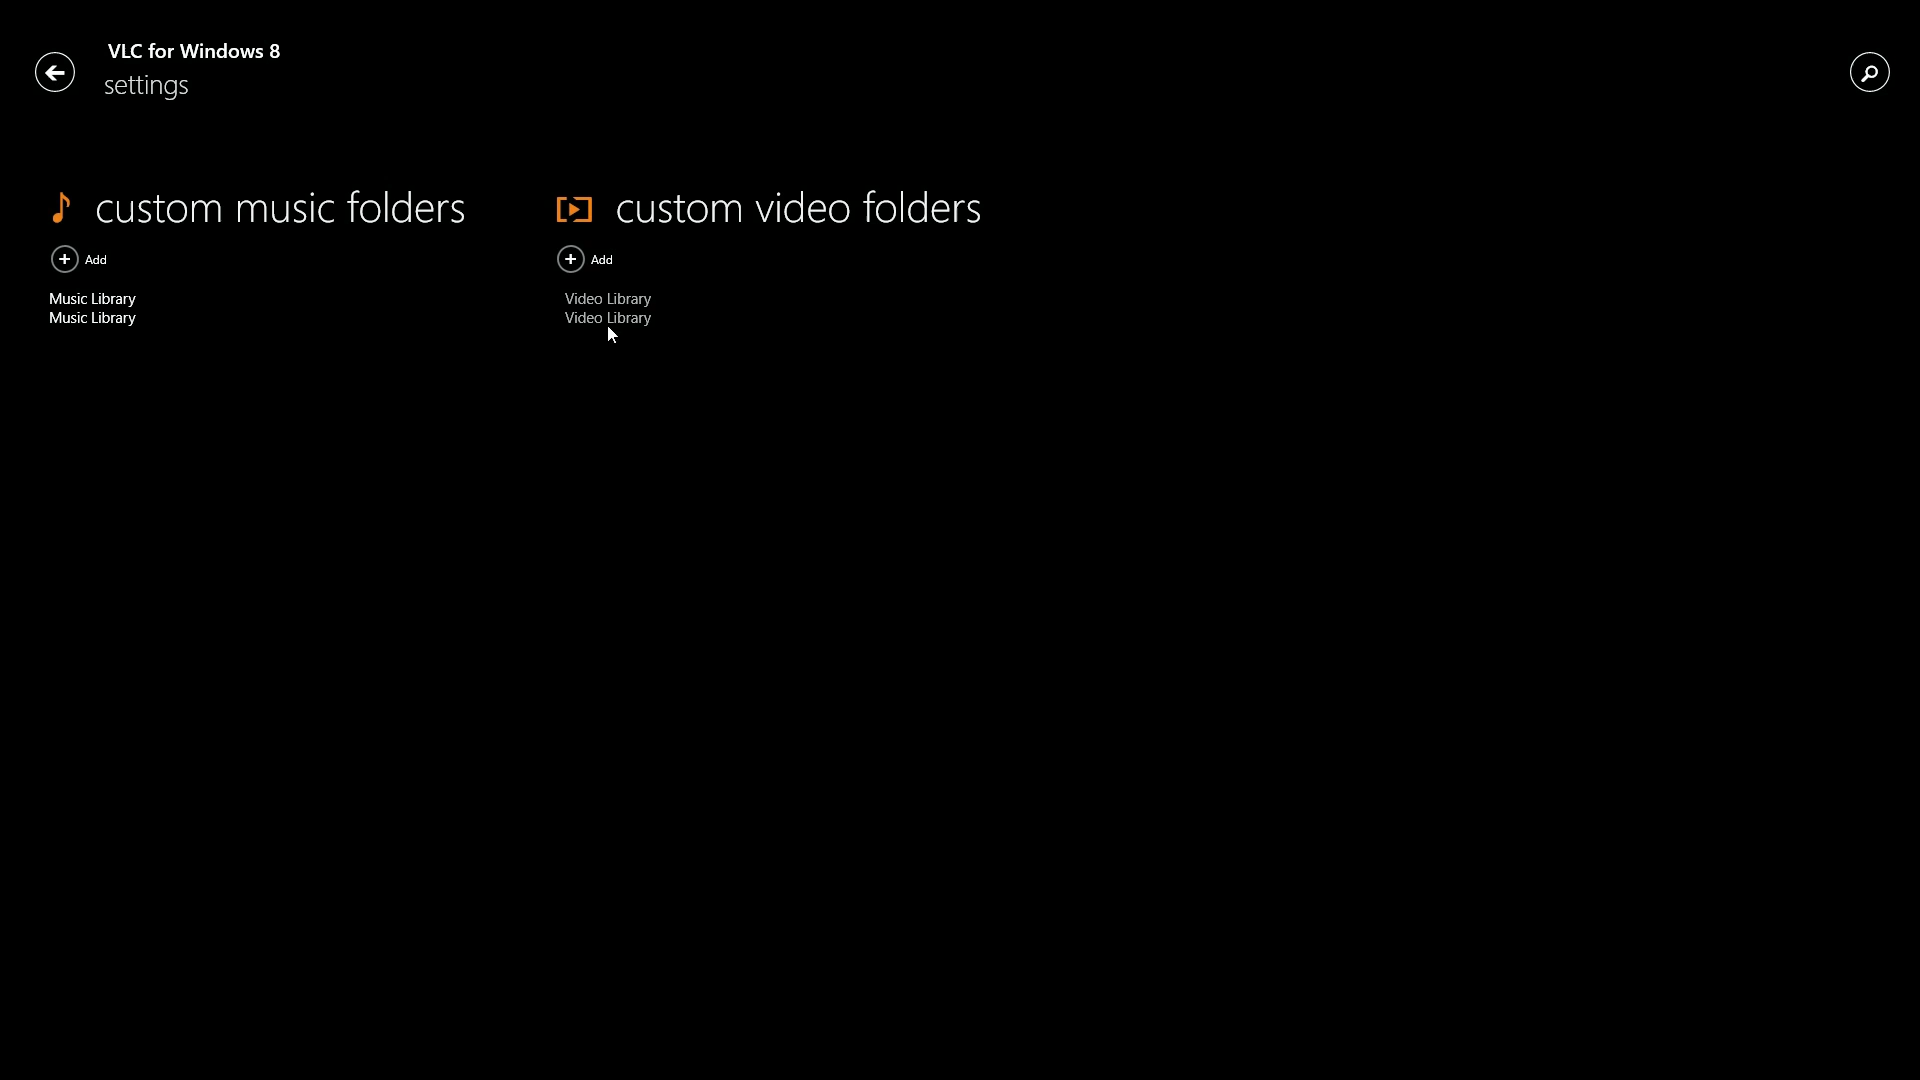 VLC for Windows 8
settings
custom music folders
Add
Music Library
Music Library
custom video folders
Add
Video Library
Video Library